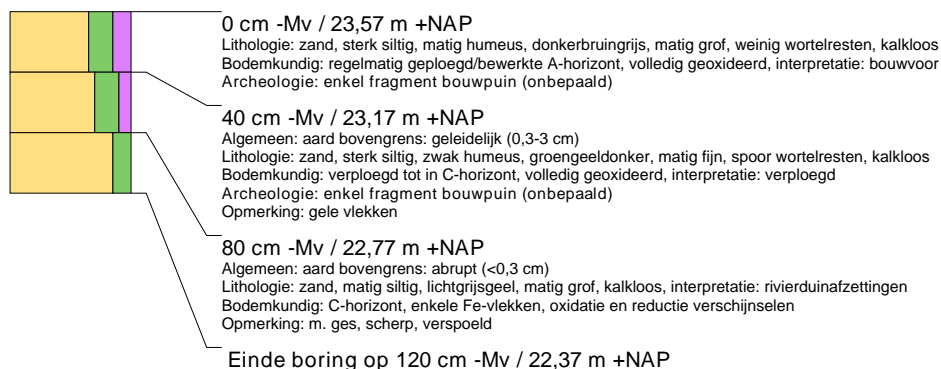 0 cm -Mv / 23,57 m +NAP
Lithologie: zand, sterk siltig, matig humeus, donkerbruingrijs, matig grof, weinig wortelresten, kalkloos
Bodemkundig: regelmatig geploegd/bewerkte A-horizont, volledig geoxideerd, interpretatie: bouwvoor
Archeologie: enkel fragment bouwpuin (onbepaald)
40 cm -Mv / 23,17 m +NAP
Algemeen: aard bovengrens: geleidelijk (0,3-3 cm)
Lithologie: zand, sterk siltig, zwak humeus, groengeeldonker, matig fijn, spoor wortelresten, kalkloos
Bodemkundig: verploegd tot in C-horizont, volledig geoxideerd, interpretatie: verploegd
Archeologie: enkel fragment bouwpuin (onbepaald)
Opmerking: gele vlekken
80 cm -Mv / 22,77 m +NAP
Algemeen: aard bovengrens: abrupt (<0,3 cm)
Lithologie: zand, matig siltig, lichtgrijsgeel, matig grof, kalkloos, interpretatie: rivierduinafzettingen
Bodemkundig: C-horizont, enkele Fe-vlekken, oxidatie en reductie verschijnselen
Opmerking: m. ges, scherp, verspoeld
Einde boring op 120 cm -Mv / 22,37 m +NAP